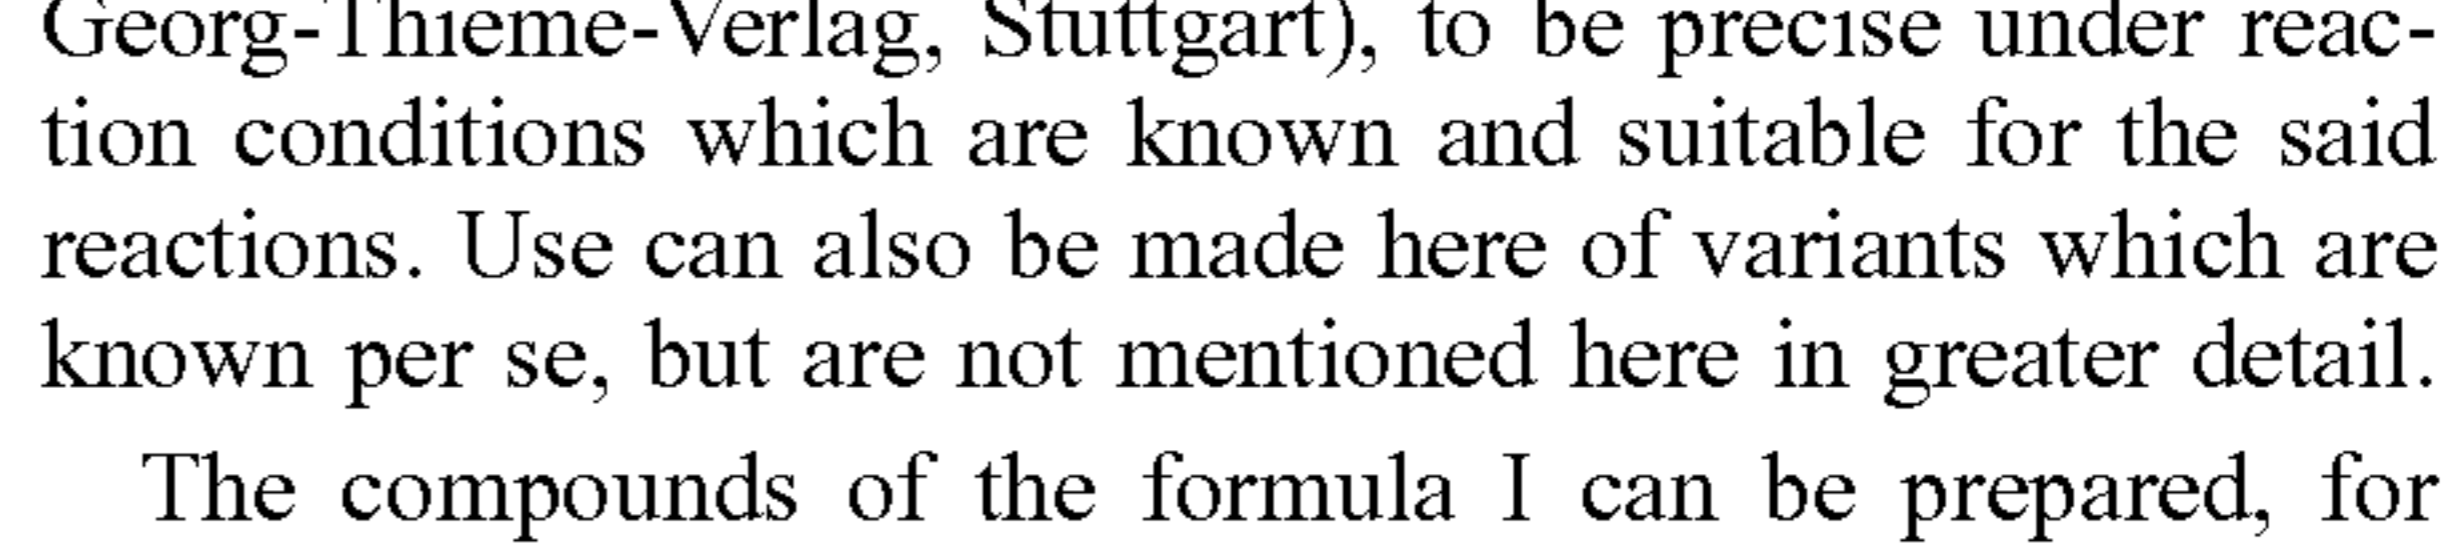 Georg-Thieme-Verlag, Stuttgart), to be precise under reac-
tion conditions which are known and suitable for the said
reactions. Use can also be made here of variants which are
known per se, but are not mentioned here in greater detail.
The compounds of the formula I can be prepared, for